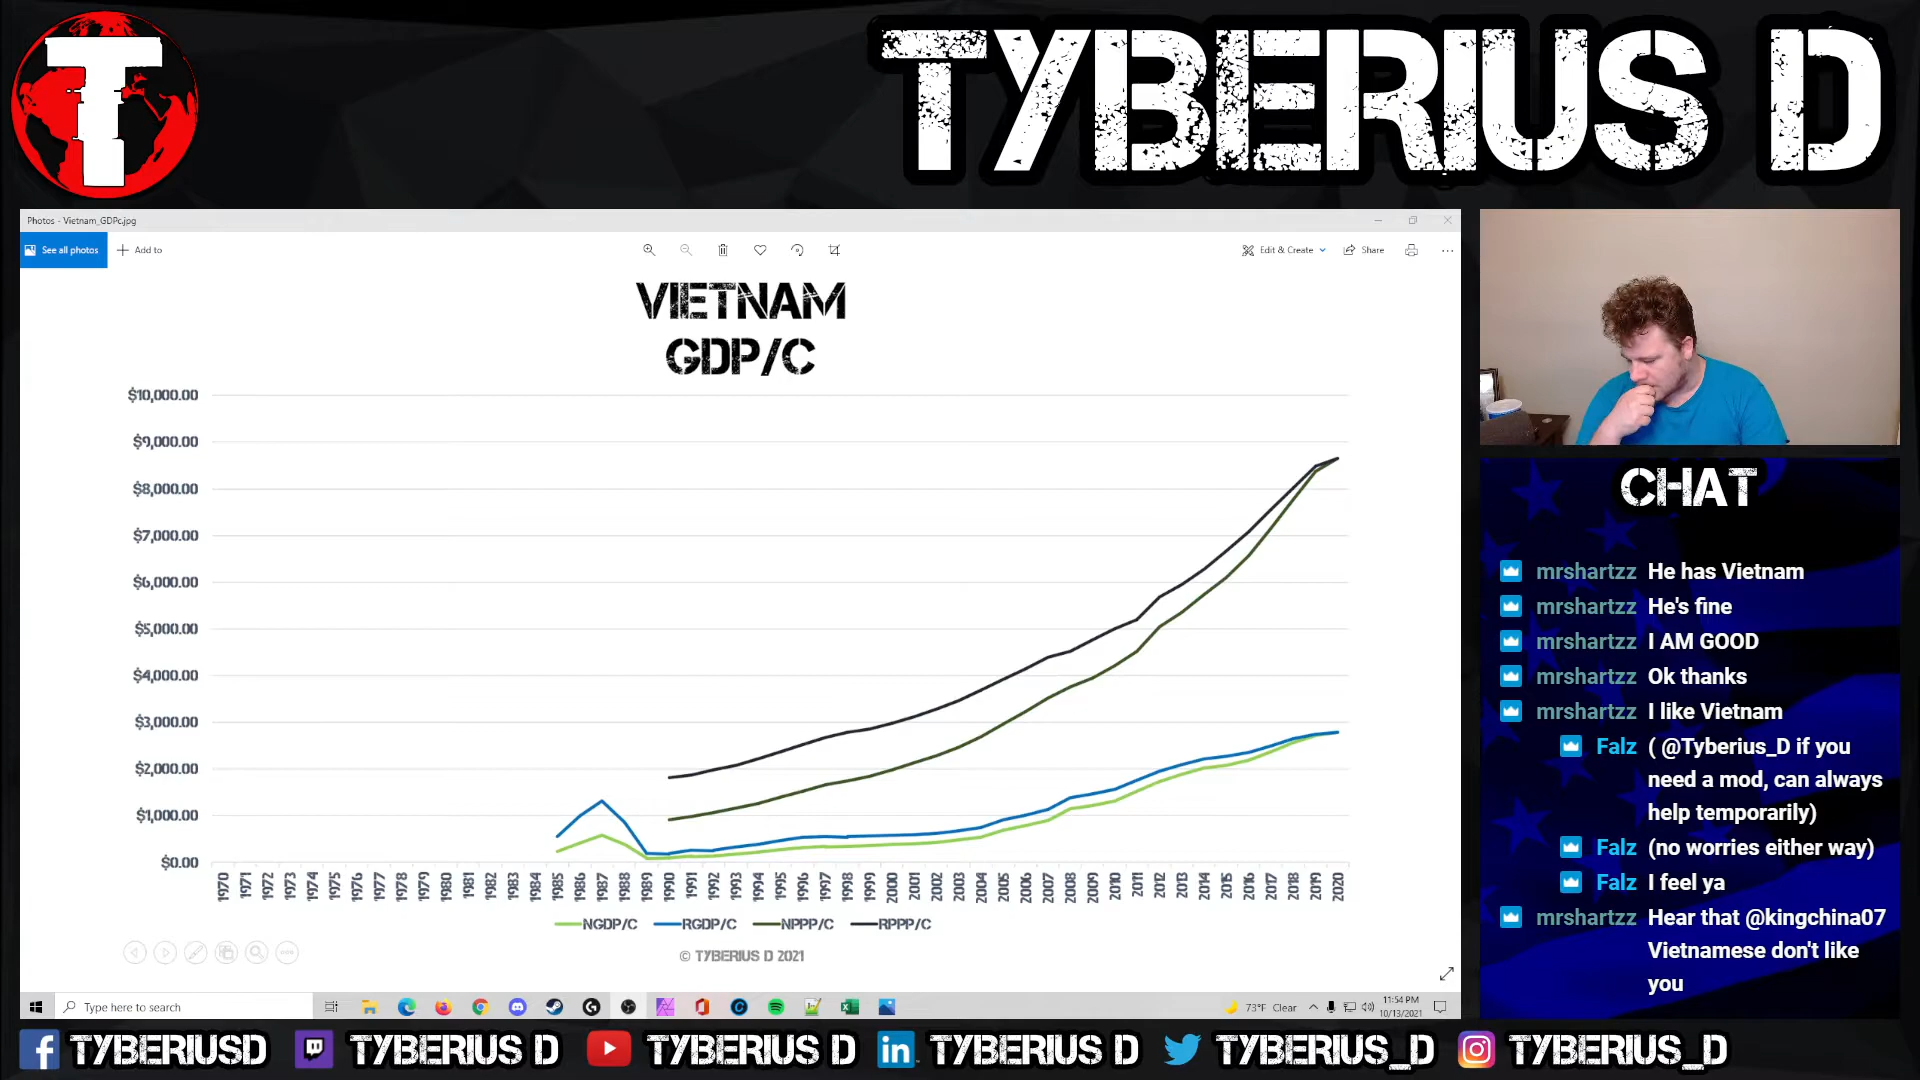 T
TYBERIUS D
Photos - Vietnam_GDPc.jpg
See all photos
Add to
Edit & Create
Share
VIETNAM
GDP/C
$10,000.00
$9,000.00
$8,000.00
$7,000.00
$6,000.00
$5,000.00
$4,000.00
$3,000.00
$2,000.00
$1,000.00
$0.00
1970 1971 1972 1973 1974 1975 1976 1977 1978 1979 1980 1981 1982 1983 1984 1985 1986 1987 1988 1989 1990 1991 1992 1993 1994 1995 1996 1997 1998 1999 2000 2001 2002 2003 2004 2005 2006 2007 2008 2009 2010 2011 2012 2013 2014 2015 2016 2017 2018 2019 2020
NGDP/C RGDP/C NPPP/C RPPP/C
© TYBERIUS D 2021
Type here to search
73°F Clear
11:54 PM
10/13/2021
CHAT
mrshartzz He has Vietnam
mrshartzz He's fine
mrshartzz I AM GOOD
mrshartzz Ok thanks
mrshartzz I like Vietnam
Falz ( @Tyberius_D if you
need a mod, can always
help temporarily)
Falz (no worries either way)
Falz I feel ya
mrshartzz Hear that @kingchina07
Vietnamese don't like
you
TYBERIUSD TYBERIUS D TYBERIUS D TYBERIUS D TYBERIUS_D TYBERIUS_D